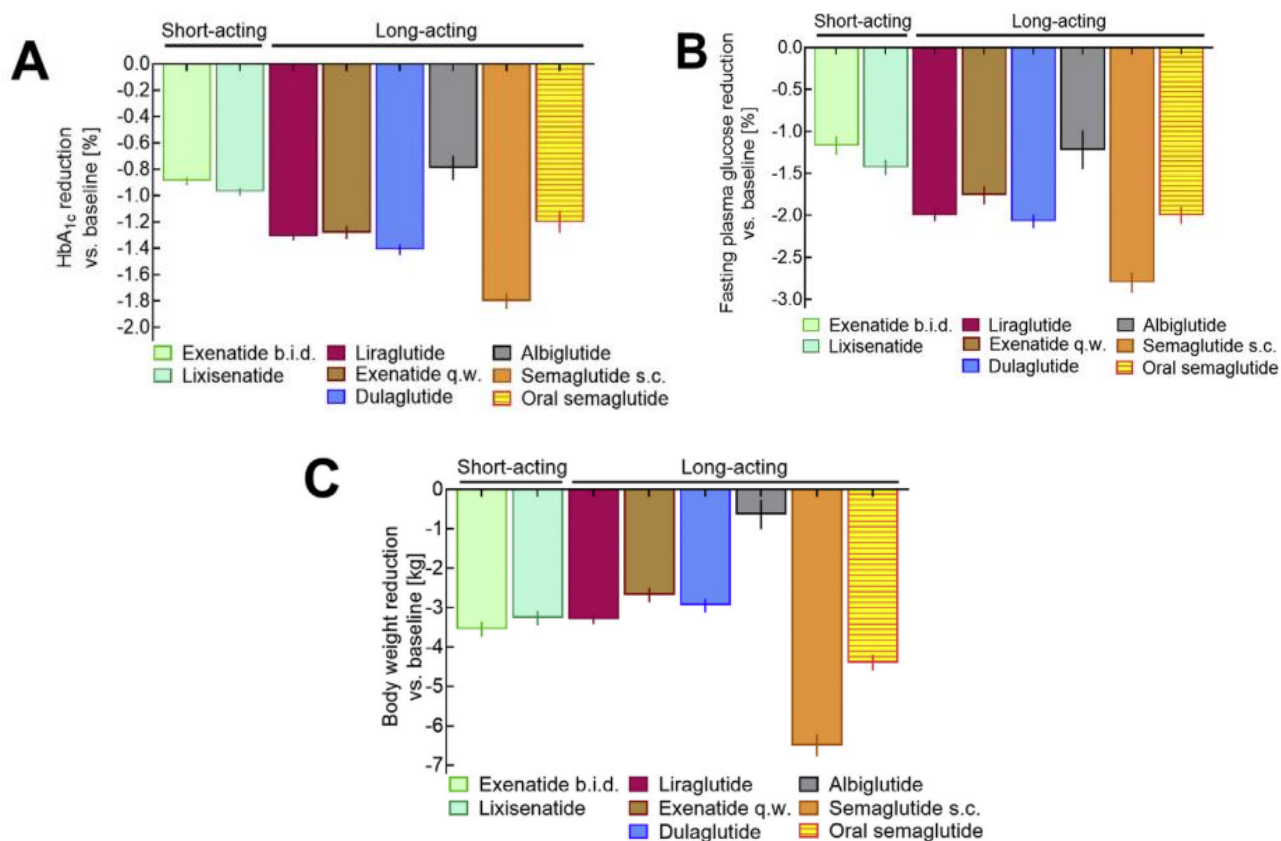 A
Short-acting Long-acting
HbA1c reduction
vs. baseline [%]
0.0
-0.2
-0.4
-0.6
-0.8
-1.0
-1.2
-1.4
-1.6
-1.8
-2.0
Exenatide b.i.d. Liraglutide Albiglutide
Lixisenatide Exenatide q.w. Semaglutide s.c.
Dulaglutide Oral semaglutide
B
Short-acting Long-acting
Fasting plasma glucose reduction
vs. baseline [%]
0.0
-0.5
-1.0
-1.5
-2.0
-2.5
-3.0
Exenatide b.i.d. Liraglutide Albiglutide
Lixisenatide Exenatide q.w. Semaglutide s.c.
Dulaglutide Oral semaglutide
C
Short-acting Long-acting
Body weight reduction
vs. baseline [kg]
0
-1
-2
-3
-4
-5
-6
-7
Exenatide b.i.d. Liraglutide Albiglutide
Lixisenatide Exenatide q.w. Semaglutide s.c.
Dulaglutide Oral semaglutide